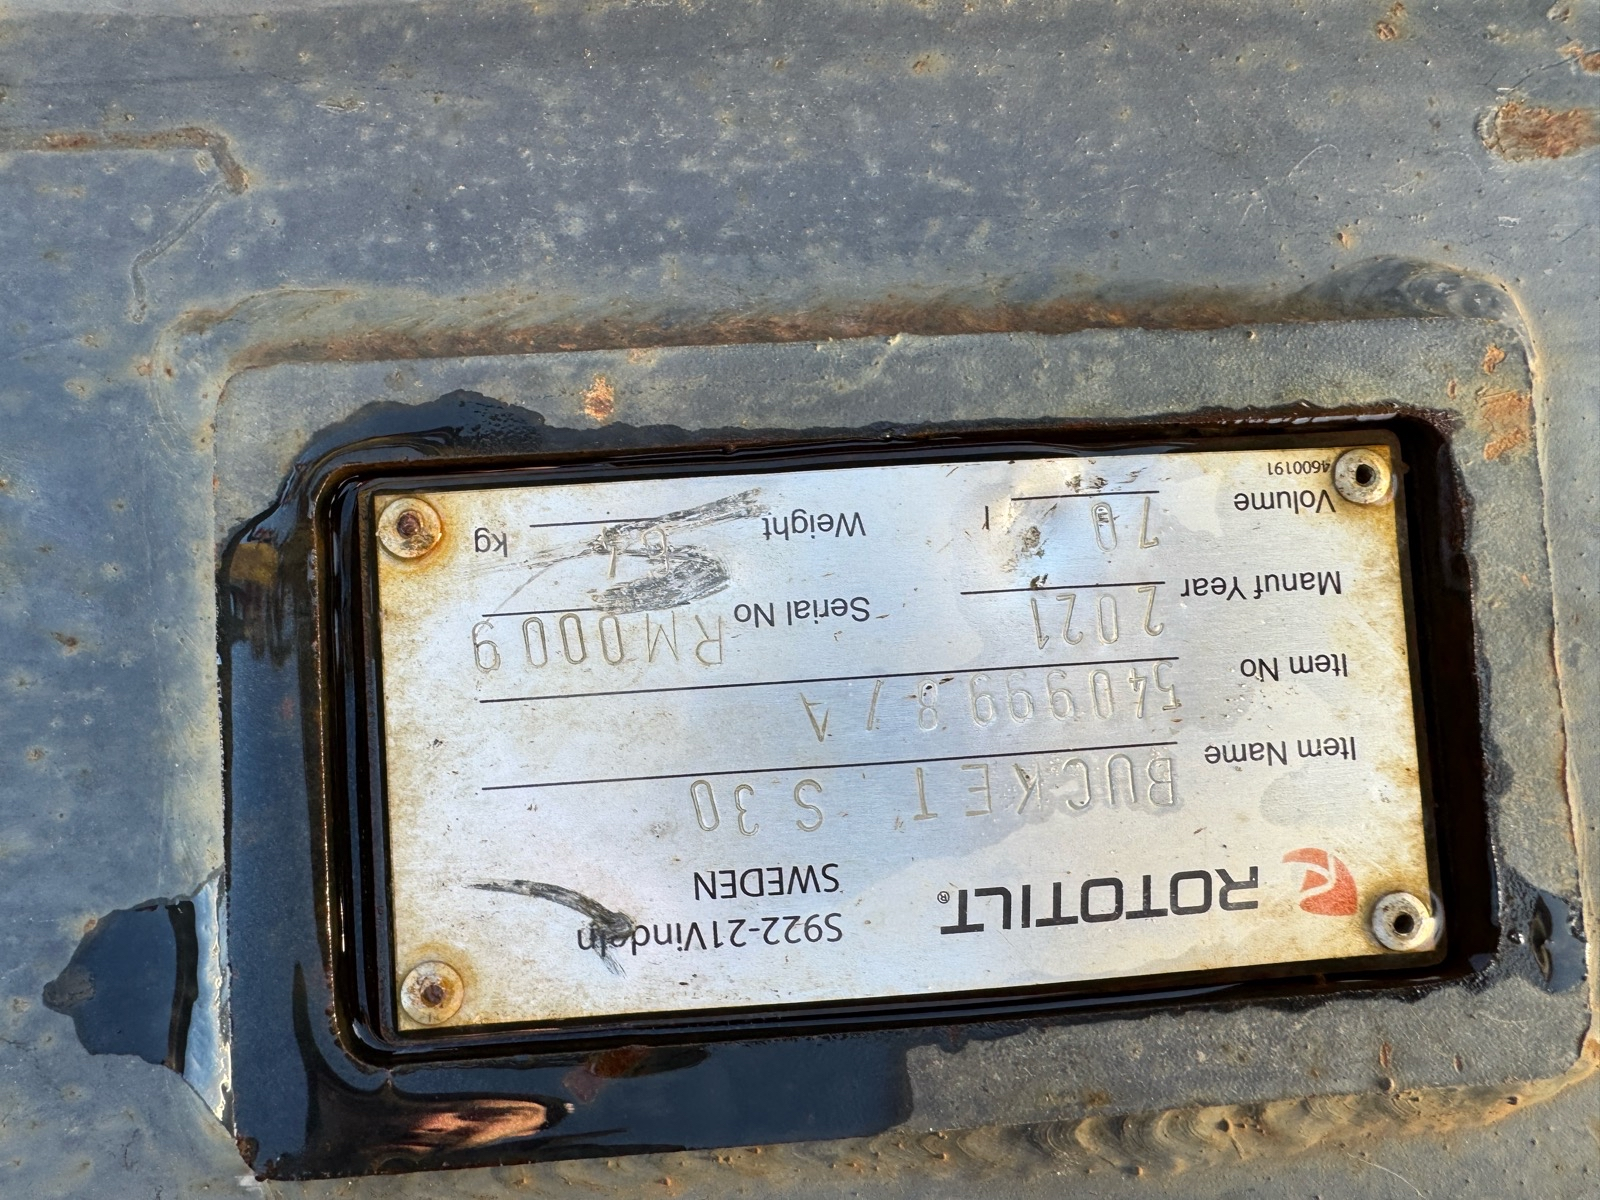 ROTOTILT®
S922-21Vindeln
SWEDEN
Item Name BUCKET S.30
Item No 5409998/A
Manuf Year 2021 Serial No RM0009
Volume 70 l Weight kg
4600191